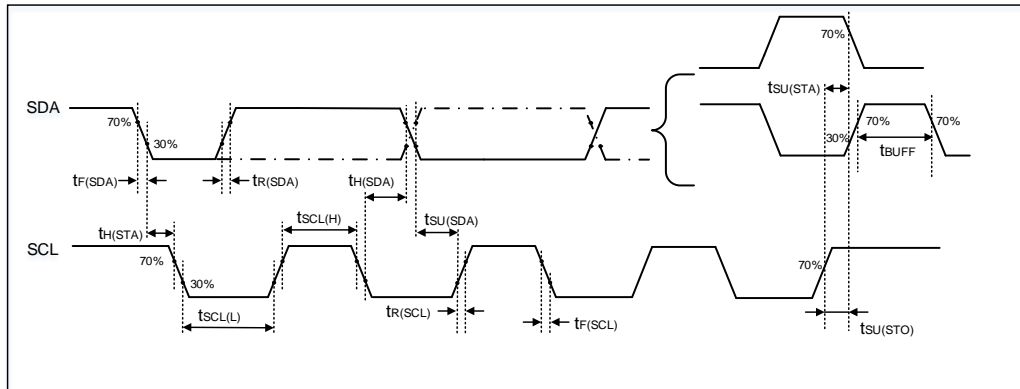 70%
tSU(STA)
SDA
70%
30%
30%
70%
70%
tBUFF
tF(SDA)
tR(SDA)
tH(SDA)
tH(STA)
tSCL(H)
tSU(SDA)
SCL
70%
30%
70%
tSCL(L)
tR(SCL)
tF(SCL)
tSU(STO)